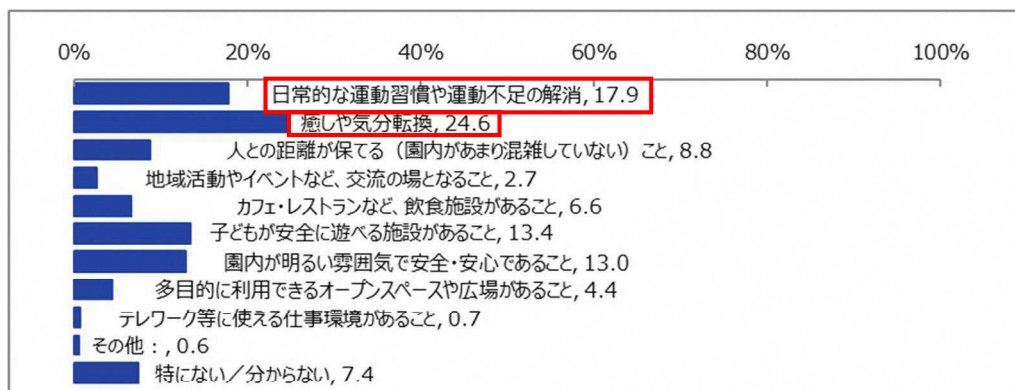 0% 20% 40% 60% 80% 100%
日常的な運動習慣や運動不足の解消, 17.9
癒しや気分転換, 24.6
人との距離が保てる（園内があまり混雑していない）こと, 8.8
地域活動やイベントなど、交流の場となること, 2.7
カフェ・レストランなど、飲食施設があること, 6.6
子どもが安全に遊べる施設があること, 13.4
園内が明るい雰囲気で安全・安心であること, 13.0
多目的に利用できるオープンスペースや広場があること, 4.4
テレワーク等に使える仕事環境があること, 0.7
その他：, 0.6
特にない／分からない, 7.4